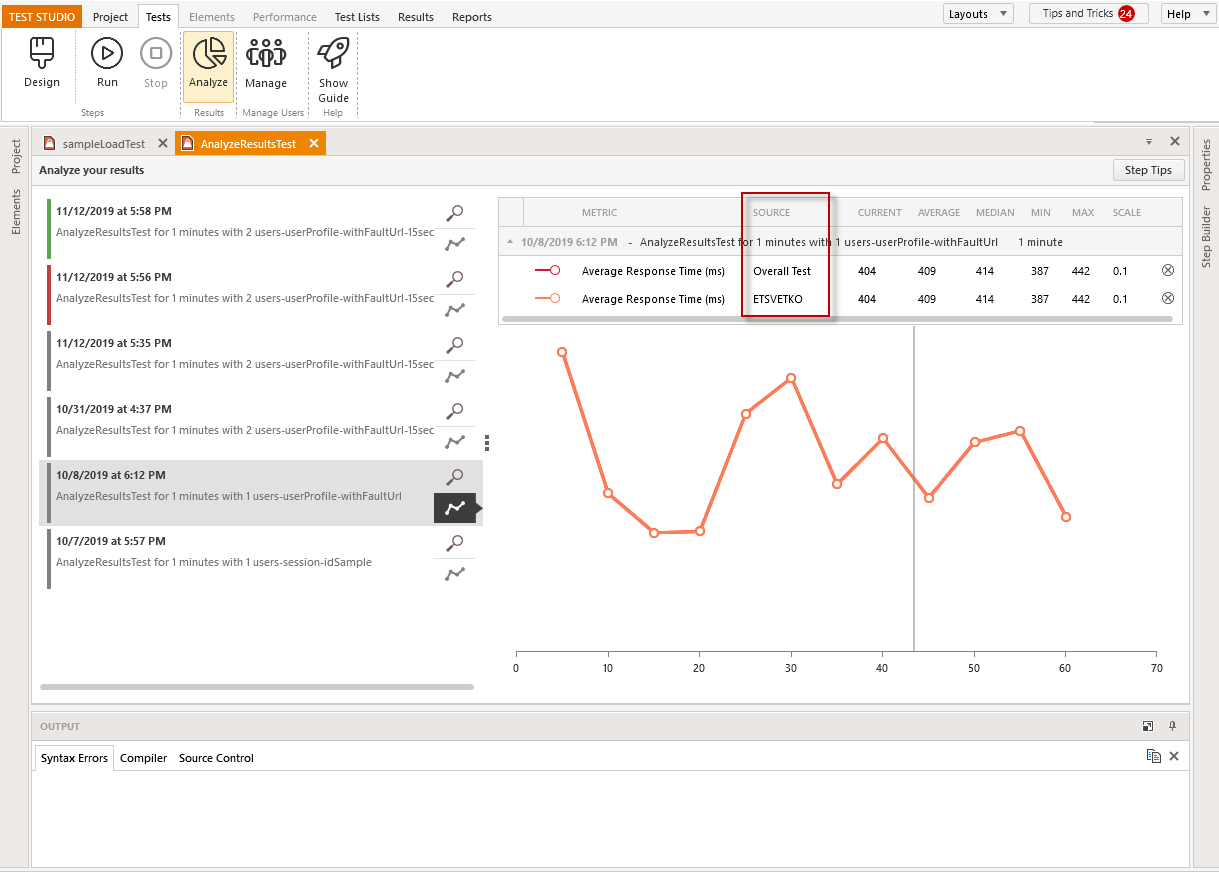 TEST STUDIO Project Tests Elements Performance Test Lists Results Reports Layouts Tips and Tricks 24 Help
Design Run Stop Analyze Manage Show Guide
Steps Results Manage Users Help
Project
Elements
sampleLoadTest AnalyzeResultsTest
Analyze your results Step Tips
11/12/2019 at 5:58 PM
AnalyzeResultsTest for 1 minutes with 2 users-userProfile-withFaultUrl-15sec
11/12/2019 at 5:56 PM
AnalyzeResultsTest for 1 minutes with 2 users-userProfile-withFaultUrl-15sec
11/12/2019 at 5:35 PM
AnalyzeResultsTest for 1 minutes with 2 users-userProfile-withFaultUrl-15sec
10/31/2019 at 4:37 PM
AnalyzeResultsTest for 1 minutes with 2 users-userProfile-withFaultUrl-15sec
10/8/2019 at 6:12 PM
AnalyzeResultsTest for 1 minutes with 1 users-userProfile-withFaultUrl
10/7/2019 at 5:57 PM
AnalyzeResultsTest for 1 minutes with 1 users-session-idSample
METRIC SOURCE CURRENT AVERAGE MEDIAN MIN MAX SCALE
10/8/2019 6:12 PM - AnalyzeResultsTest for 1 minutes with 1 users-userProfile-withFaultUrl 1 minute
Average Response Time (ms) Overall Test 404 409 414 387 442 0.1
Average Response Time (ms) ETSVETKO 404 409 414 387 442 0.1
0 10 20 30 40 50 60 70
Properties
Step Builder
OUTPUT
Syntax Errors Compiler Source Control